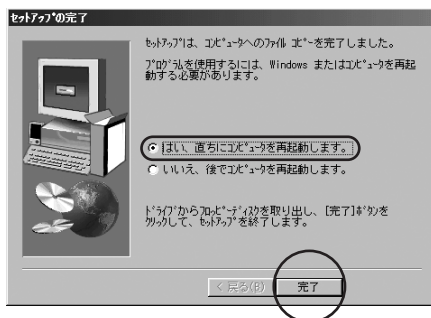 ｾｯﾄｱｯﾌﾟの完了
ｾｯﾄｱｯﾌﾟは、ｺﾝﾋﾟｭｰﾀへのﾌｧｲﾙ ｺﾋﾟｰを完了しました。
ﾌﾟﾛｸﾞﾗﾑを使用するには、Windows またはｺﾝﾋﾟｭｰﾀを再起
動する必要があります。
はい、直ちにｺﾝﾋﾟｭｰﾀを再起動します。
いいえ、後でｺﾝﾋﾟｭｰﾀを再起動します。
ﾄﾞﾗｲﾌﾞからﾌﾛｯﾋﾟｰﾃﾞｨｽｸを取り出し、[完了]ﾎﾞﾀﾝを
ｸﾘｯｸして、ｾｯﾄｱｯﾌﾟを終了します。
< 戻る(B)
完了